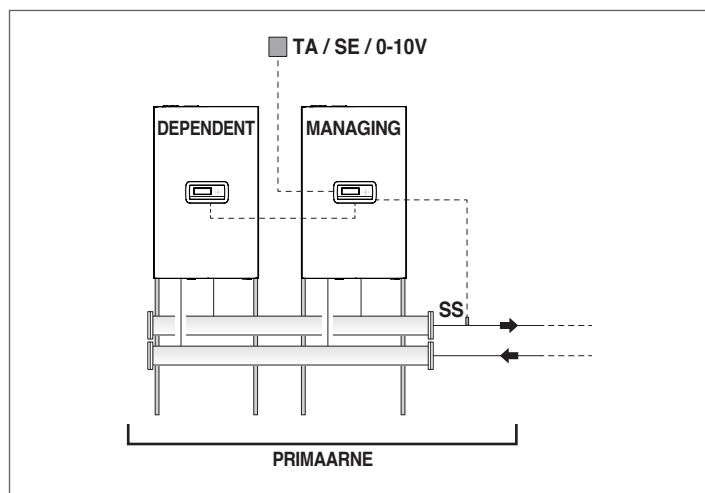 TA / SE / 0-10V
DEPENDENT
MANAGING
SS
PRIMAARNE